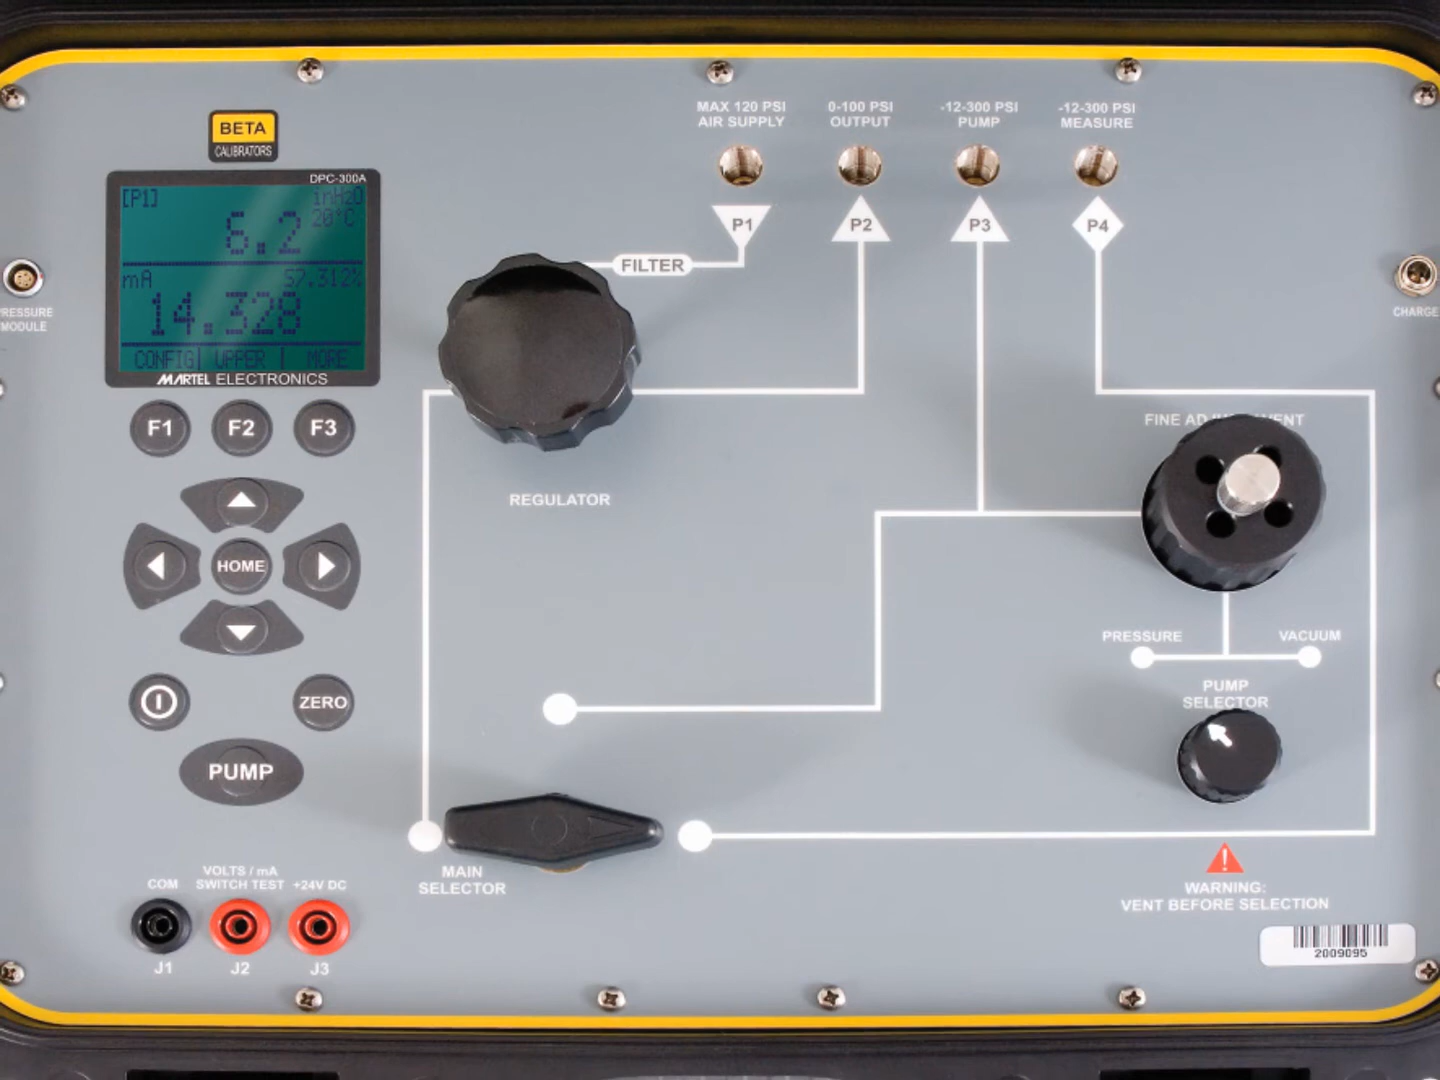 MAX 120 PSI
AIR SUPPLY
0-100 PSI
OUTPUT
-12-300 PSI
PUMP
-12-300 PSI
MEASURE
BETA
CALIBRATORS
DPC-300A
[P1]
inH2O
20°C
6.2
mA
57.312%
14.328
CONFIG| UPPER | MORE
MARTEL ELECTRONICS
P1
P2
P3
P4
FILTER
MODULE
CHARGE
F1
F2
F3
REGULATOR
HOME
ZERO
PUMP
PRESSURE
VACUUM
PUMP
SELECTOR
MAIN
SELECTOR
COM
VOLTS / mA
SWITCH TEST
+24V DC
J1
J2
J3
!
WARNING:
VENT BEFORE SELECTION
2009095